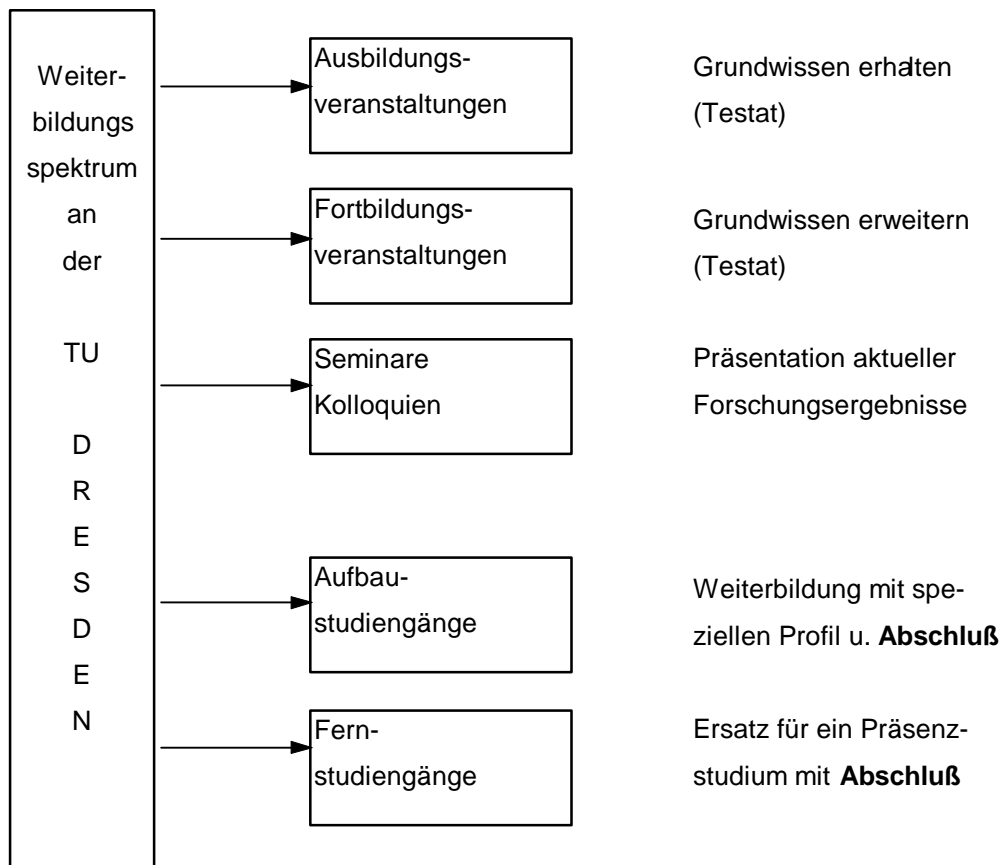 Weiter-
bildungs
spektrum
an
der
TU
D
R
E
S
D
E
N
Ausbildungs-
veranstaltungen
Grundwissen erhalten
(Testat)
Fortbildungs-
veranstaltungen
Grundwissen erweitern
(Testat)
Seminare
Kolloquien
Präsentation aktueller
Forschungsergebnisse
Aufbau-
studiengänge
Weiterbildung mit spe-
ziellen Profil u. Abschluß
Fern-
studiengänge
Ersatz für ein Präsenz-
studium mit Abschluß